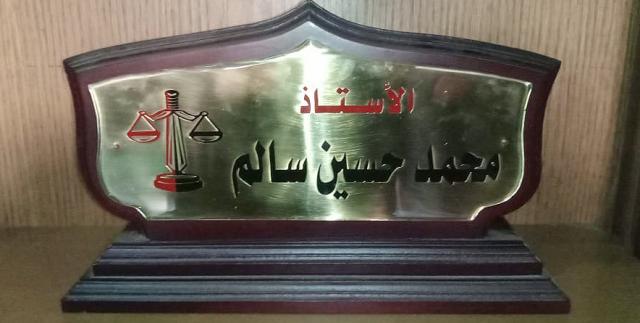 الأستاذ
محمد حسين سالم